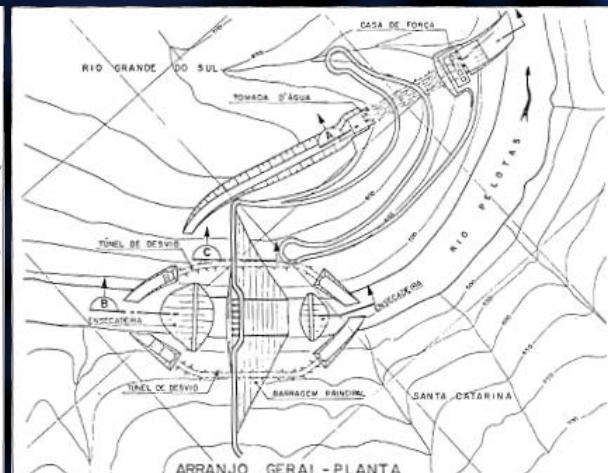 CASA DE FORÇA
RIO GRANDE DO SUL
TOMADA D'ÁGUA
A
RIO PELOTAS
TÚNEL DE DESVIO
C
B
ENSECADEIRA
ENSECADEIRA
TÚNEL DE DESVIO
BARRAGEM PRINCIPAL
SANTA CATARINA
ARRANJO GERAL - PLANTA